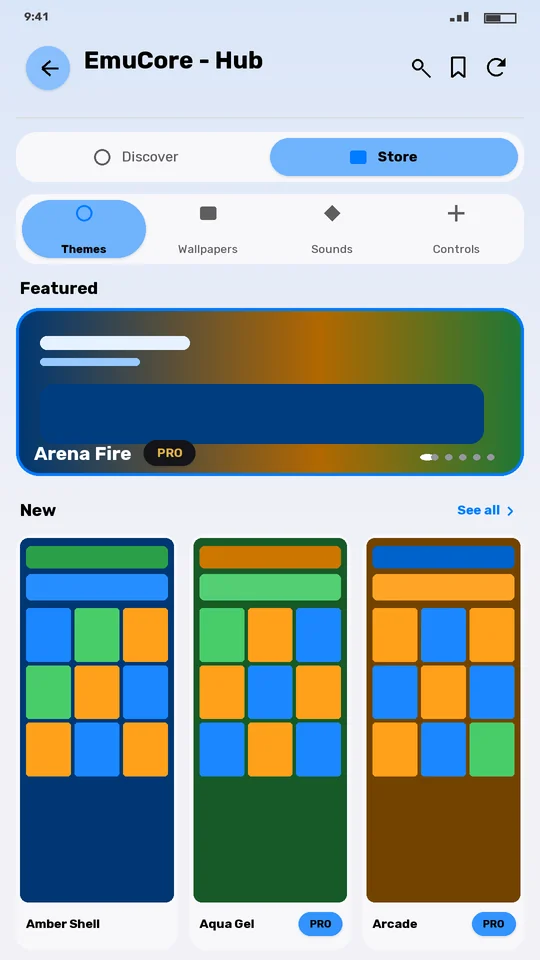 9:41
EmuCore - Hub
Discover
Store
Themes
Wallpapers
Sounds
Controls
Featured
Arena Fire
PRO
New
See all
Amber Shell
Aqua Gel
PRO
Arcade
PRO